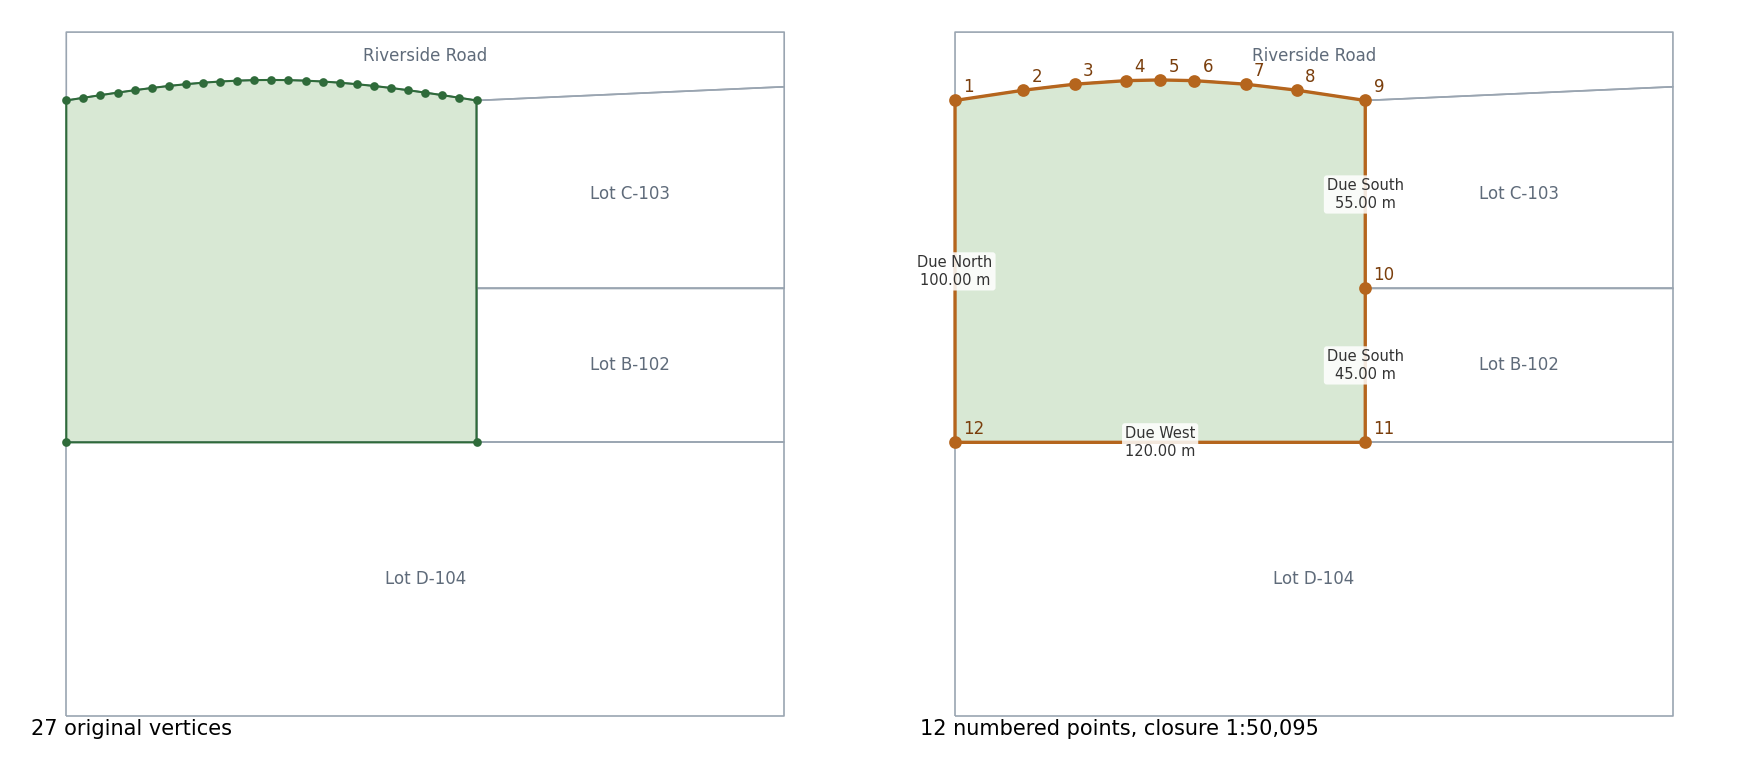 Riverside Road
Lot C-103
Lot B-102
Lot D-104
27 original vertices
Riverside Road
1
2
3
4
5
6
7
8
9
Due South
55.00 m
Lot C-103
Due North
100.00 m
10
Due South
45.00 m
Lot B-102
12
Due West
120.00 m
11
Lot D-104
12 numbered points, closure 1:50,095